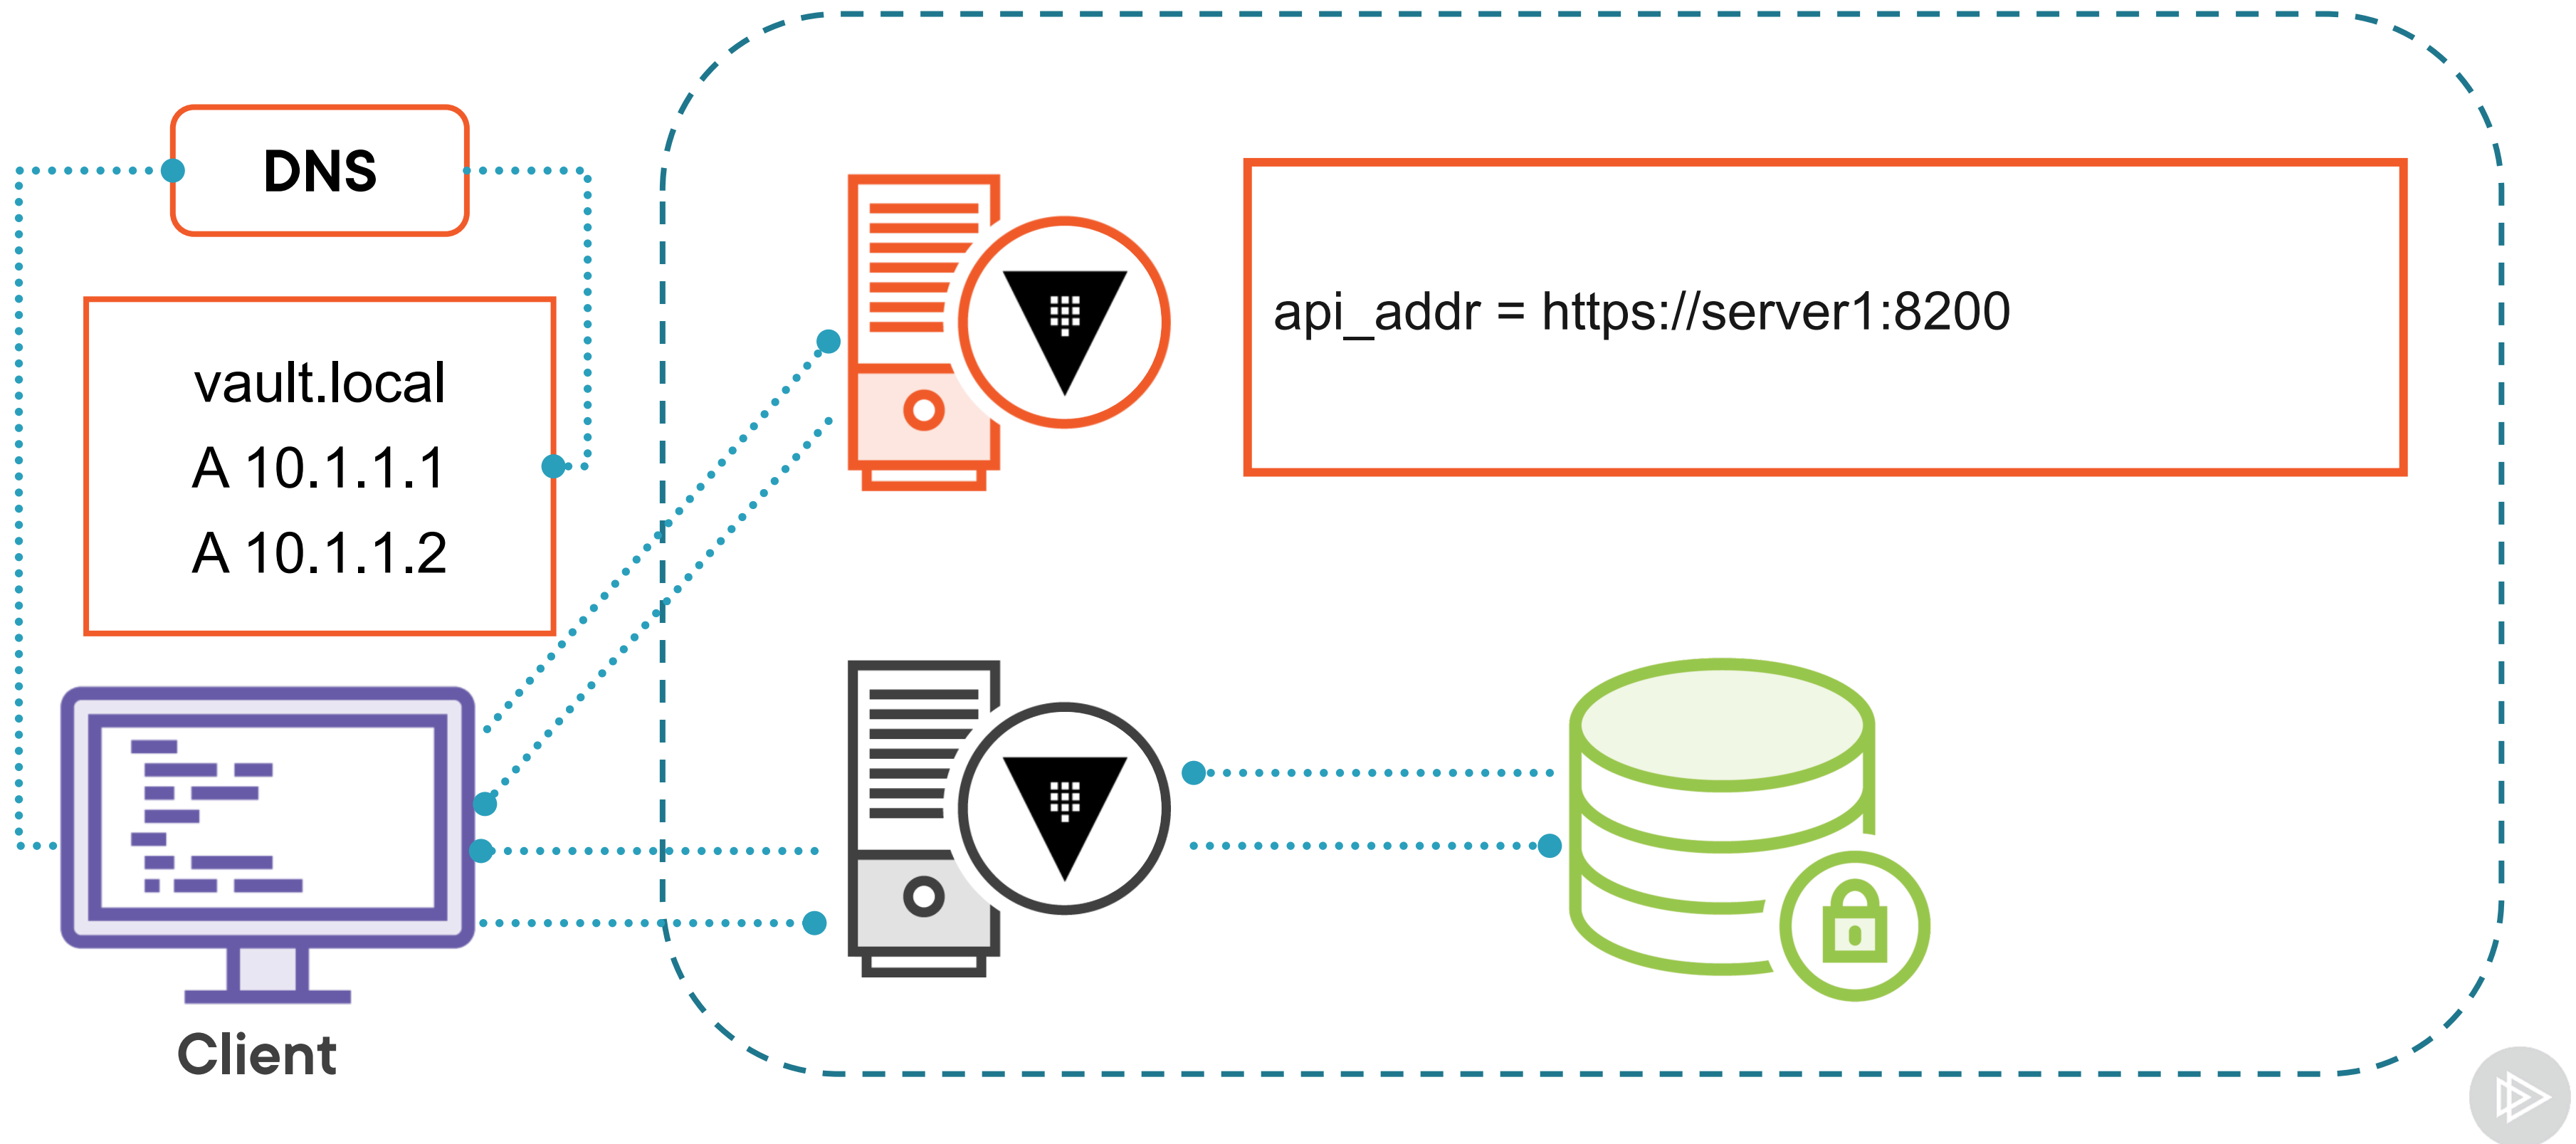 DNS
vault.local
A 10.1.1.1
A 10.1.1.2
api_addr = https://server1:8200
Client